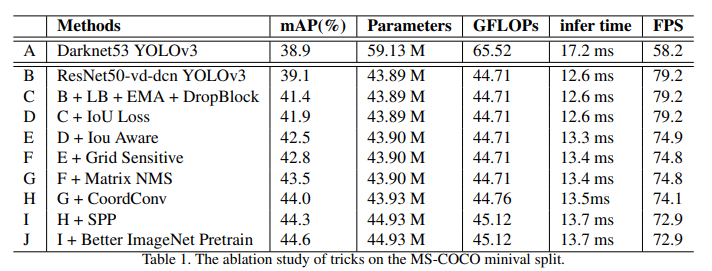 Methods mAP(%) Parameters GFLOPs infer time FPS
A Darknet53 YOLOv3 38.9 59.13 M 65.52 17.2 ms 58.2
B ResNet50-vd-dcn YOLOv3 39.1 43.89 M 44.71 12.6 ms 79.2
C B + LB + EMA + DropBlock 41.4 43.89 M 44.71 12.6 ms 79.2
D C + IoU Loss 41.9 43.89 M 44.71 12.6 ms 79.2
E D + Iou Aware 42.5 43.90 M 44.71 13.3 ms 74.9
F E + Grid Sensitive 42.8 43.90 M 44.71 13.4 ms 74.8
G F + Matrix NMS 43.5 43.90 M 44.71 13.4 ms 74.8
H G + CoordConv 44.0 43.93 M 44.76 13.5ms 74.1
I H + SPP 44.3 44.93 M 45.12 13.7 ms 72.9
J I + Better ImageNet Pretrain 44.6 44.93 M 45.12 13.7 ms 72.9
Table 1. The ablation study of tricks on the MS-COCO minival split.